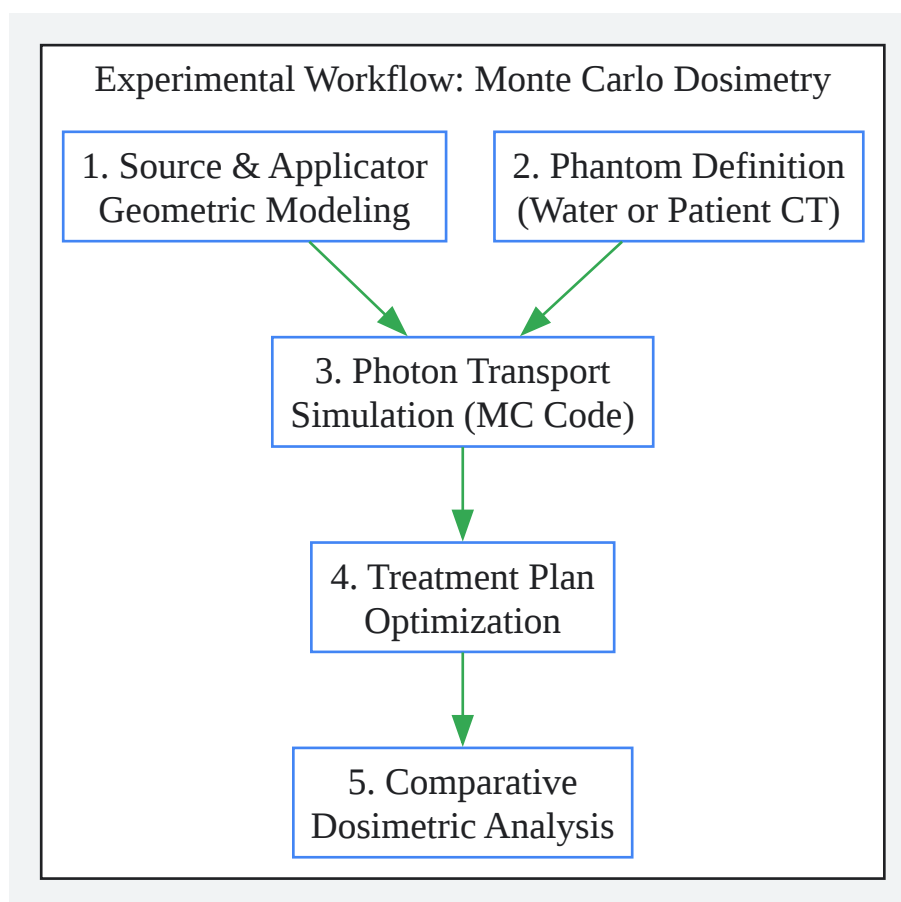 Experimental Workflow: Monte Carlo Dosimetry
1. Source & Applicator
Geometric Modeling
2. Phantom Definition
(Water or Patient CT)
3. Photon Transport
Simulation (MC Code)
4. Treatment Plan
Optimization
5. Comparative
Dosimetric Analysis